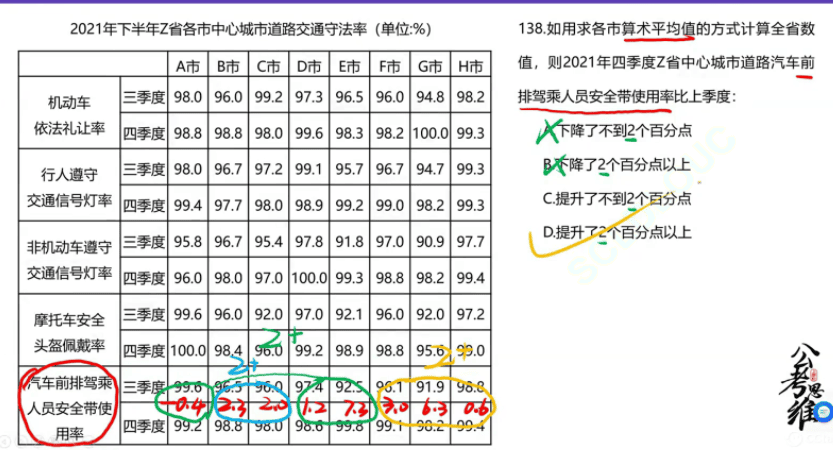 2021年下半年Z省各市中心城市道路交通守法率（单位:%）
A市 B市 C市 D市 E市 F市 G市 H市
机动车依法礼让率 三季度 98.0 96.0 99.2 97.3 96.5 96.0 94.8 98.2
四季度 98.8 98.8 98.0 99.6 98.3 98.2 100.0 99.3
行人遵守交通信号灯率 三季度 98.0 96.7 97.2 99.1 95.7 96.7 94.7 99.3
四季度 99.4 97.7 98.0 98.9 99.2 99.0 98.2 99.3
非机动车遵守交通信号灯率 三季度 95.8 96.7 95.4 97.8 91.8 97.0 90.9 97.7
四季度 96.0 98.0 97.0 100.0 99.3 98.8 98.2 99.4
摩托车安全头盔佩戴率 三季度 99.6 96.0 92.0 97.0 92.1 96.0 92.0 97.2
四季度 100.0 98.4 96.0 99.2 98.9 98.8 95.6 99.0
2+ 2+ 2+
汽车前排驾乘人员安全带使用率 三季度 99.6 96.5 96.0 97.4 92.5 96.1 91.9 98.8
-0.4 2.3 2.0 1.2 7.3 3.0 6.3 0.6
四季度 99.2 98.8 98.0 98.6 99.8 99.1 98.2 99.4
138.如用求各市算术平均值的方式计算全省数
值，则2021年四季度Z省中心城市道路汽车前
排驾乘人员安全带使用率比上季度：
A.下降了不到2个百分点
B.下降了2个百分点以上
C.提升了不到2个百分点
D.提升了2个百分点以上
公考思维